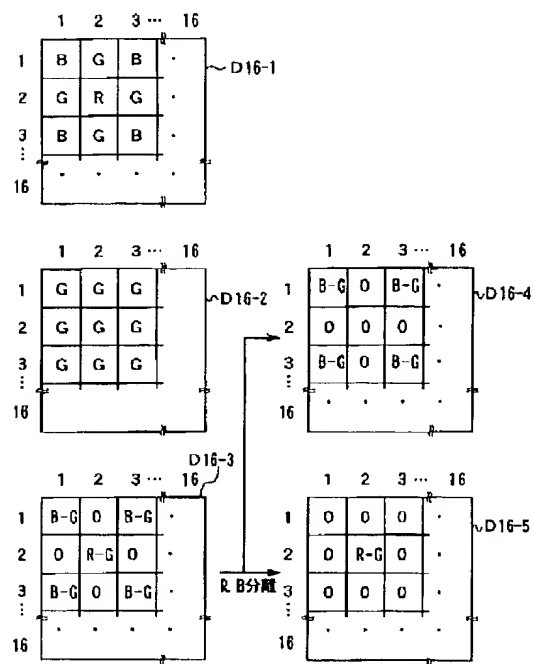 1 2 3 ⋯ 16
1 B G B ·
D16-1
2 G R G ·
3 B G B ·
⋮
16 · · · ·
1 2 3 ⋯ 16
1 G G G
D16-2
2 G G G
3 G G G
⋮
16
1 2 3 ⋯ 16
1 B-G 0 B-G ·
D16-4
2 0 0 0 ·
3 B-G 0 B-G ·
⋮
16 · · · ·
D16-3
1 2 3 ⋯ 16
1 B-G 0 B-G ·
2 0 R-G 0 ·
3 B-G 0 B-G ·
⋮
16 · · · ·
R,B分離
1 2 3 ⋯ 16
1 0 0 0 ·
D16-5
2 0 R-G 0 ·
3 0 0 0 ·
⋮
16 · · · ·